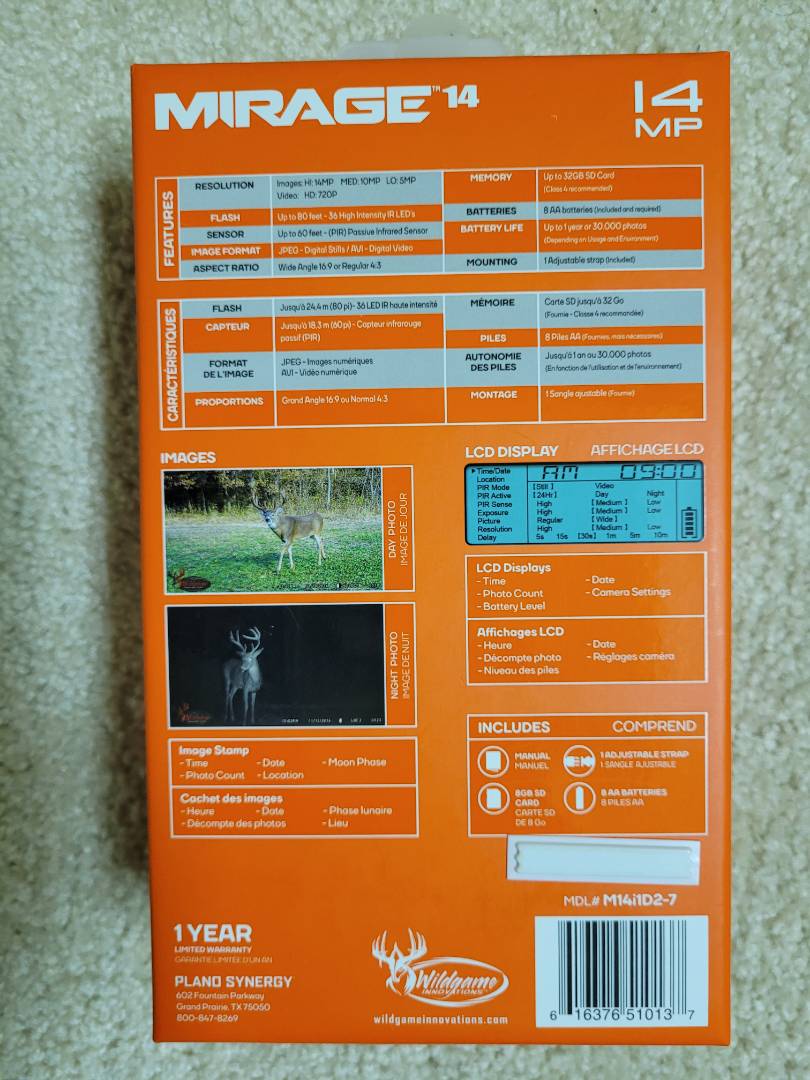 MIRAGE™ 14
14
MP
FEATURES
RESOLUTION
Images: HI: 14MP MED: 10MP LO: 5MP
Video: HD: 720P
FLASH
Up to 80 feet - 36 High Intensity IR LED's
SENSOR
Up to 60 feet - (PIR) Passive Infrared Sensor
IMAGE FORMAT
JPEG - Digital Stills / AVI - Digital Video
ASPECT RATIO
Wide Angle 16:9 or Regular 4:3
MEMORY
Up to 32GB SD Card
(Class 4 recommended)
BATTERIES
8 AA batteries (Included and required)
BATTERY LIFE
Up to 1 year or 30,000 photos
(Depending on Usage and Environment)
MOUNTING
1 Adjustable strap (Included)
CARACTÉRISTIQUES
FLASH
Jusqu'à 24,4 m (80 pi)- 36 LED IR haute intensité
CAPTEUR
Jusqu'à 18,3 m (60 pi) - Capteur infrarouge
passif (PIR)
FORMAT
DE L'IMAGE
JPEG - Images numériques
AVI - Vidéo numérique
PROPORTIONS
Grand Angle 16:9 ou Normal 4:3
MÉMOIRE
Carte SD jusqu'à 32 Go
(Fournie - Classe 4 recommandée)
PILES
8 Piles AA (Fournies, mais nécessaires)
AUTONOMIE
DES PILES
Jusqu'à 1 an ou 30,000 photos
(En fonction de l'utilisation et de l'environnement)
MONTAGE
1 Sangle ajustable (Fournie)
IMAGES
DAY PHOTO
IMAGE DE JOUR
NIGHT PHOTO
IMAGE DE NUIT
Image Stamp
- Time - Date - Moon Phase
- Photo Count - Location
Cachet des images
- Heure - Date - Phase lunaire
- Décompte des photos - Lieu
LCD DISPLAY AFFICHAGE LCD
Time/Date AM 09:00
Location
PIR Mode [Still] Video
PIR Active [24Hr] Day Night
PIR Sense High [Medium] Low
Exposure High [Medium] Low
Picture Regular [Wide]
Resolution High [Medium] Low
Delay 5s 15s [30s] 1m 5m 10m
LCD Displays
- Time - Date
- Photo Count - Camera Settings
- Battery Level
Affichages LCD
- Heure - Date
- Décompte photo - Réglages caméra
- Niveau des piles
INCLUDES COMPREND
MANUAL
MANUEL
1 ADJUSTABLE STRAP
1 SANGLE AJUSTABLE
8GB SD
CARD
CARTE SD
DE 8 Go
8 AA BATTERIES
8 PILES AA
MDL# M14i1D2-7
1 YEAR
LIMITED WARRANTY
GARANTIE LIMITÉE D'UN AN
PLANO SYNERGY
602 Fountain Parkway
Grand Prairie, TX 75050
800-847-8269
Wildgame
INNOVATIONS
wildgameinnovations.com
6 16376 51013 7